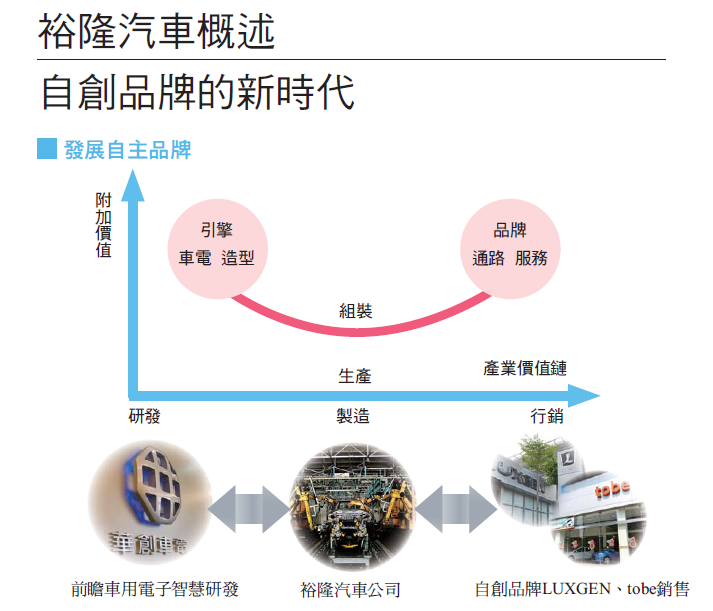 裕隆汽車概述
自創品牌的新時代
發展自主品牌
附加價值
引擎
車電 造型
品牌
通路 服務
組裝
生產
產業價值鏈
研發
製造
行銷
華創車電
LUXGEN
tobe
前瞻車用電子智慧研發
裕隆汽車公司
自創品牌LUXGEN、tobe銷售